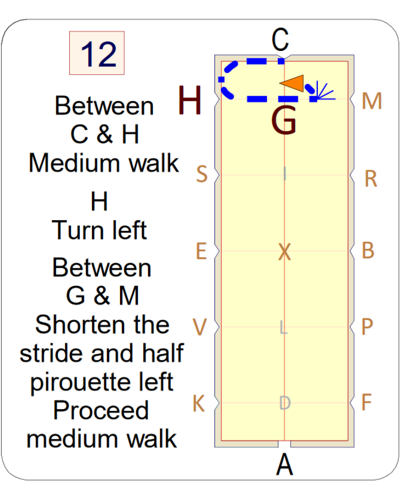 12
Between
C & H
Medium walk
H
Turn left
Between
G & M
Shorten the
stride and half
pirouette left
Proceed
medium walk
C
H
M
G
S
I
R
E
X
B
V
L
P
K
D
F
A